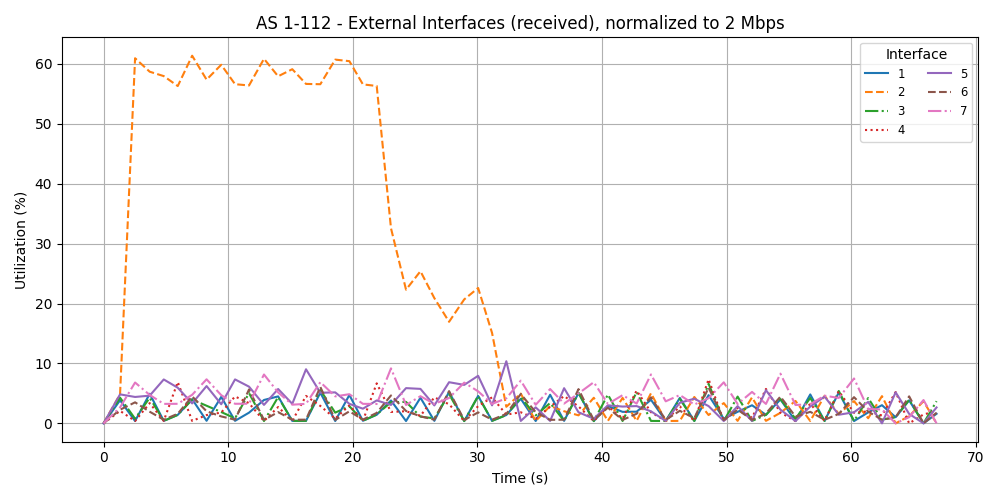 AS 1-112 - External Interfaces (received), normalized to 2 Mbps
Utilization (%)
60
50
40
30
20
10
0
0 10 20 30 40 50 60 70
Time (s)
Interface
1 5
2 6
3 7
4